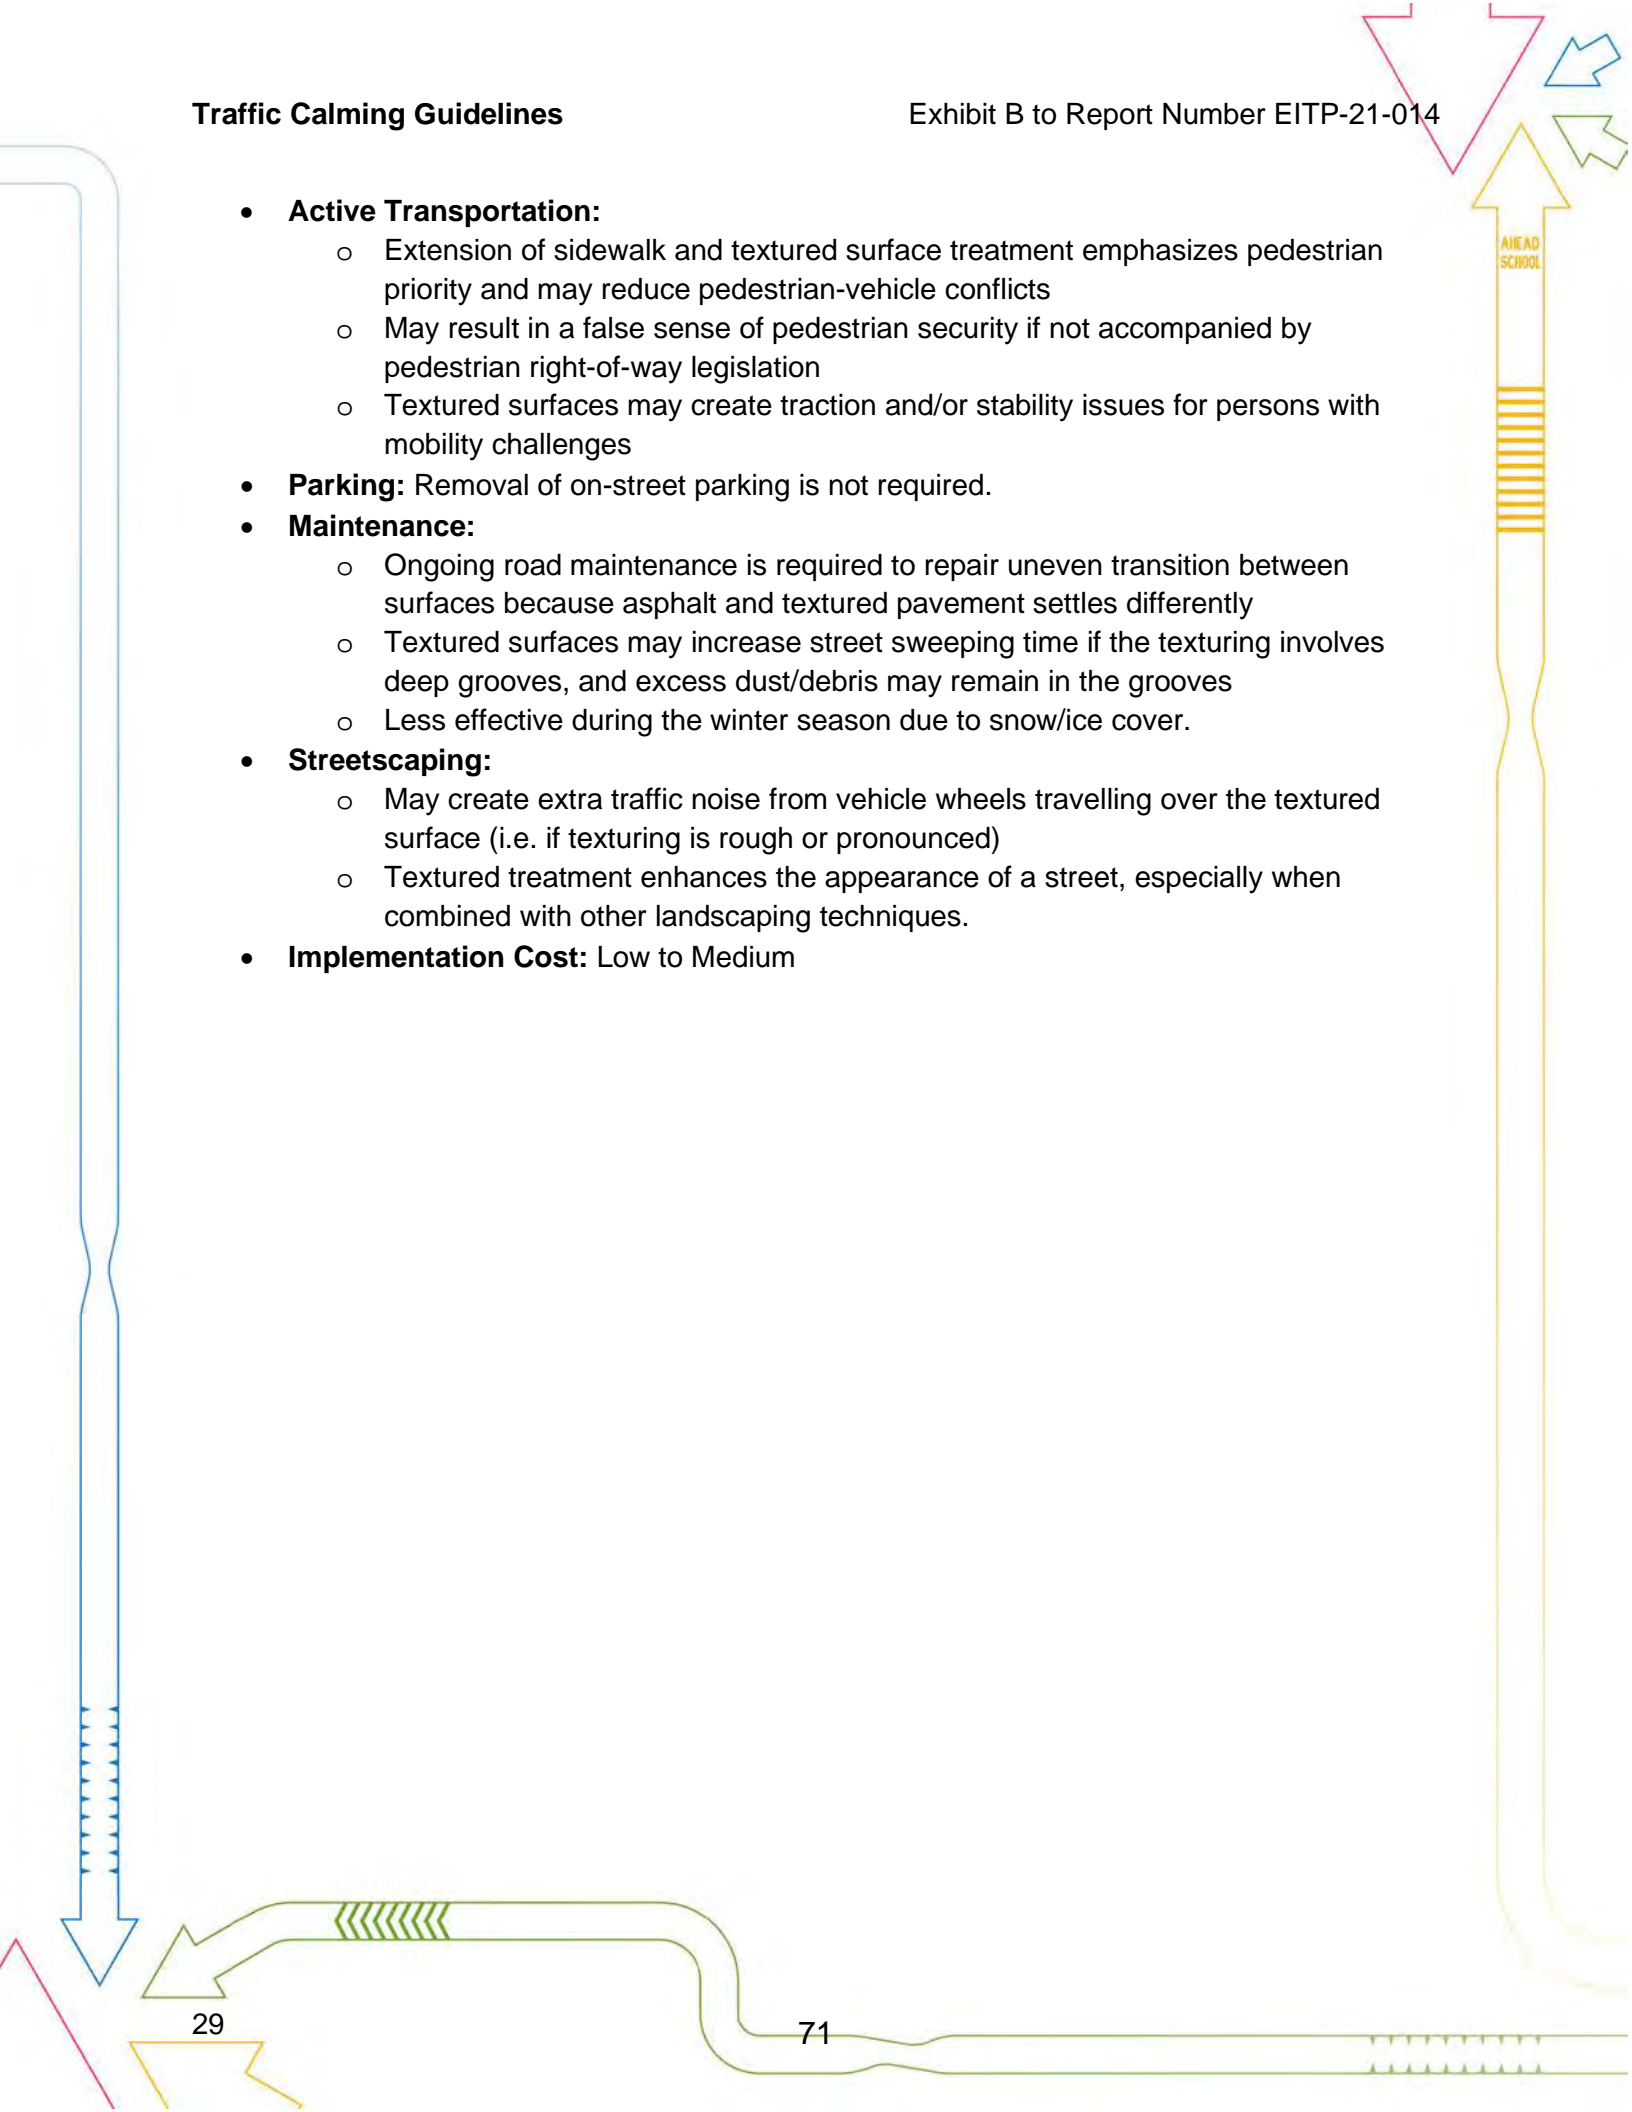 Traffic Calming Guidelines Exhibit B to Report Number EITP-21-014
AHEAD
SCHOOL
• Active Transportation:
o Extension of sidewalk and textured surface treatment emphasizes pedestrian
priority and may reduce pedestrian-vehicle conflicts
o May result in a false sense of pedestrian security if not accompanied by
pedestrian right-of-way legislation
o Textured surfaces may create traction and/or stability issues for persons with
mobility challenges
• Parking: Removal of on-street parking is not required.
• Maintenance:
o Ongoing road maintenance is required to repair uneven transition between
surfaces because asphalt and textured pavement settles differently
o Textured surfaces may increase street sweeping time if the texturing involves
deep grooves, and excess dust/debris may remain in the grooves
o Less effective during the winter season due to snow/ice cover.
• Streetscaping:
o May create extra traffic noise from vehicle wheels travelling over the textured
surface (i.e. if texturing is rough or pronounced)
o Textured treatment enhances the appearance of a street, especially when
combined with other landscaping techniques.
• Implementation Cost: Low to Medium
29
71